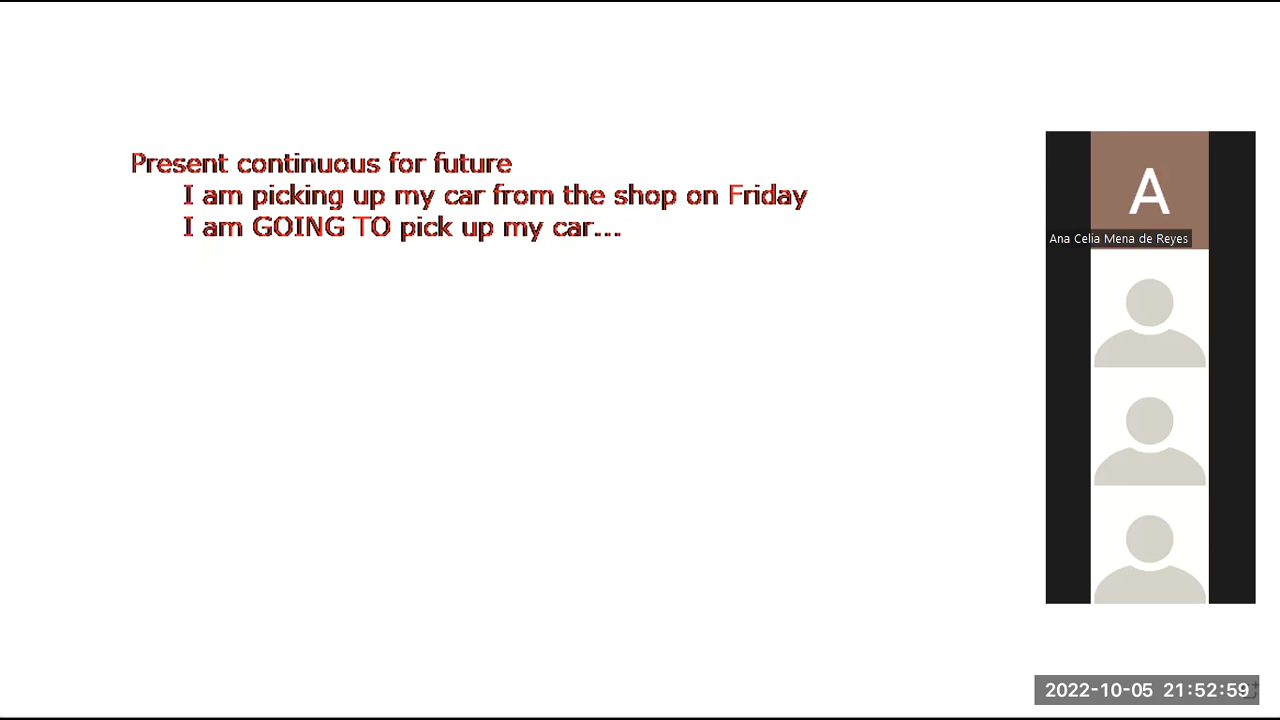 Present continuous for future
I am picking up my car from the shop on Friday
I am GOING TO pick up my car...
A
Ana Celia Mena de Reyes
2022-10-05 21:52:59